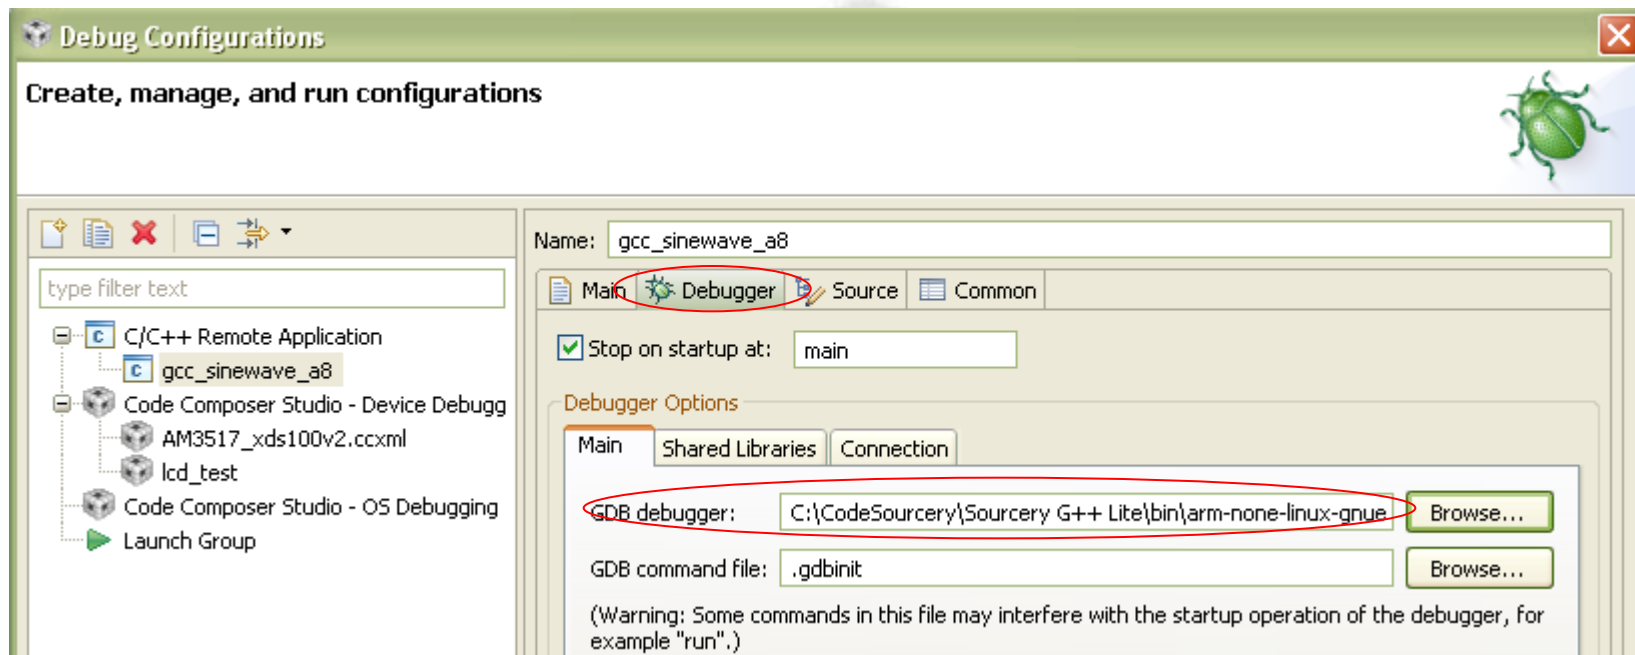 Debug Configurations
Create, manage, and run configurations
type filter text
C/C++ Remote Application
gcc_sinewave_a8
Code Composer Studio - Device Debugg
AM3517_xds100v2.ccxml
lcd_test
Code Composer Studio - OS Debugging
Launch Group
Name: gcc_sinewave_a8
Main Debugger Source Common
Stop on startup at: main
Debugger Options
Main Shared Libraries Connection
GDB debugger: C:\CodeSourcery\Sourcery G++ Lite\bin\arm-none-linux-gnue Browse...
GDB command file: .gdbinit Browse...
(Warning: Some commands in this file may interfere with the startup operation of the debugger, for
example "run".)